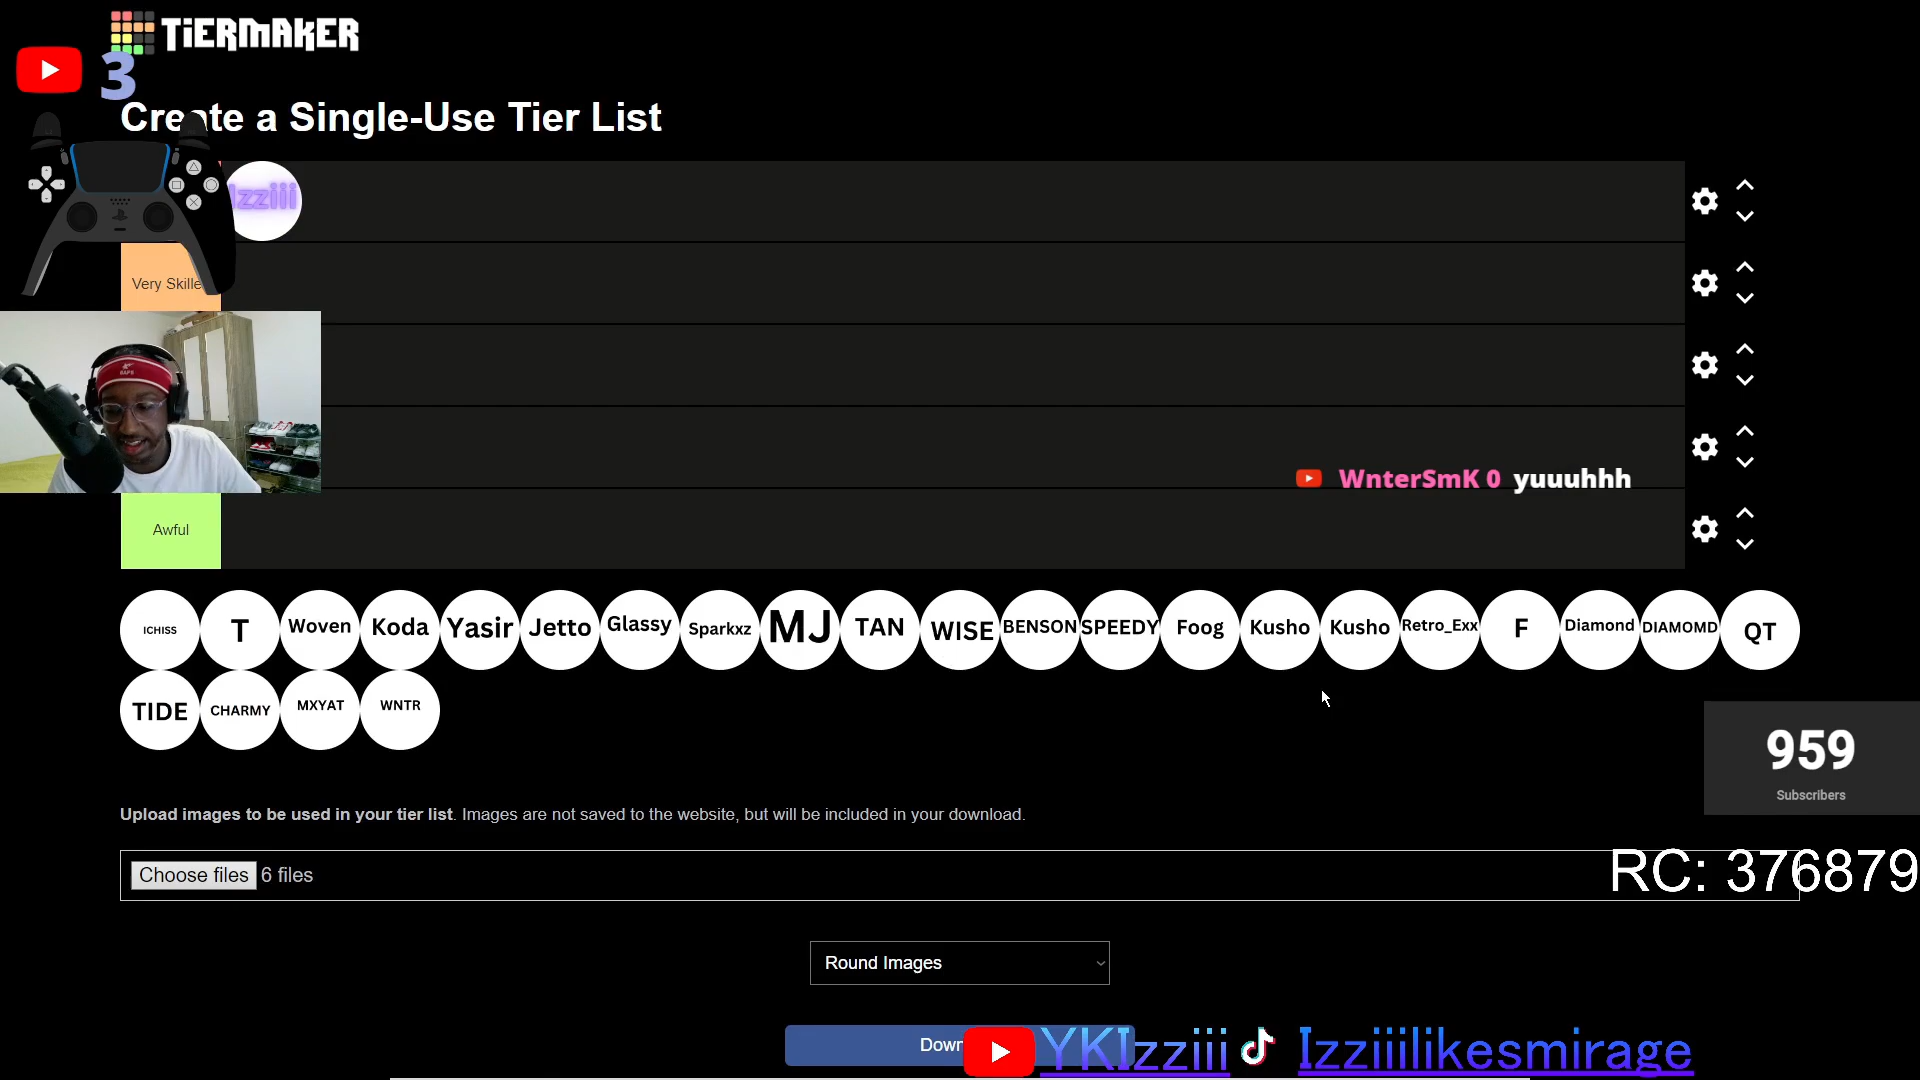 TiERMAKER
3
Create a Single-Use Tier List
Izziii
Very Skille
WnterSmK 0 yuuuhhh
Awful
ICHISS T Woven Koda Yasir Jetto Glassy Sparkxz MJ TAN WISE BENSON SPEEDY Foog Kusho Kusho Retro_Exx F Diamond DIAMOMD QT
TIDE CHARMY MXYAT WNTR
959
Subscribers
Upload images to be used in your tier list. Images are not saved to the website, but will be included in your download.
Choose files 6 files
RC: 376879
Round Images
Down
YKIzziii Izziiilikesmirage